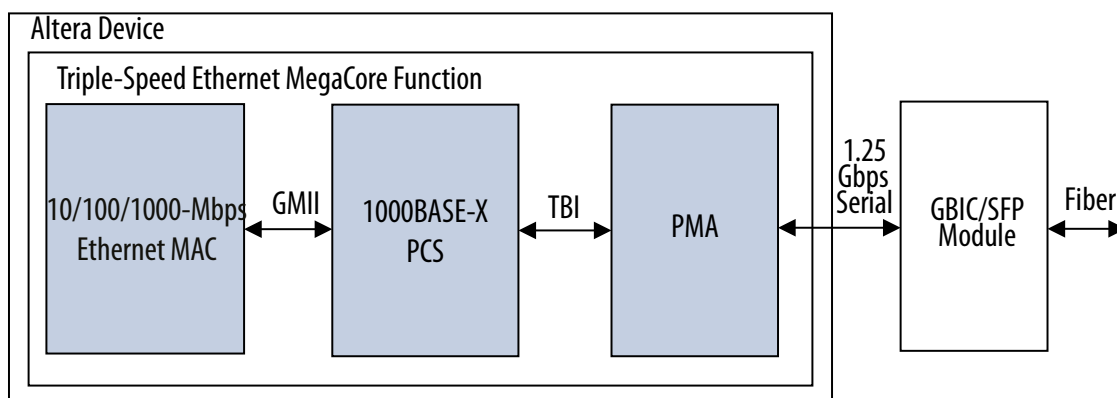 Altera Device
Triple-Speed Ethernet MegaCore Function
10/100/1000-Mbps
Ethernet MAC
GMII
1000BASE-X
PCS
TBI
PMA
1.25
Gbps
Serial
GBIC/SFP
Module
Fiber